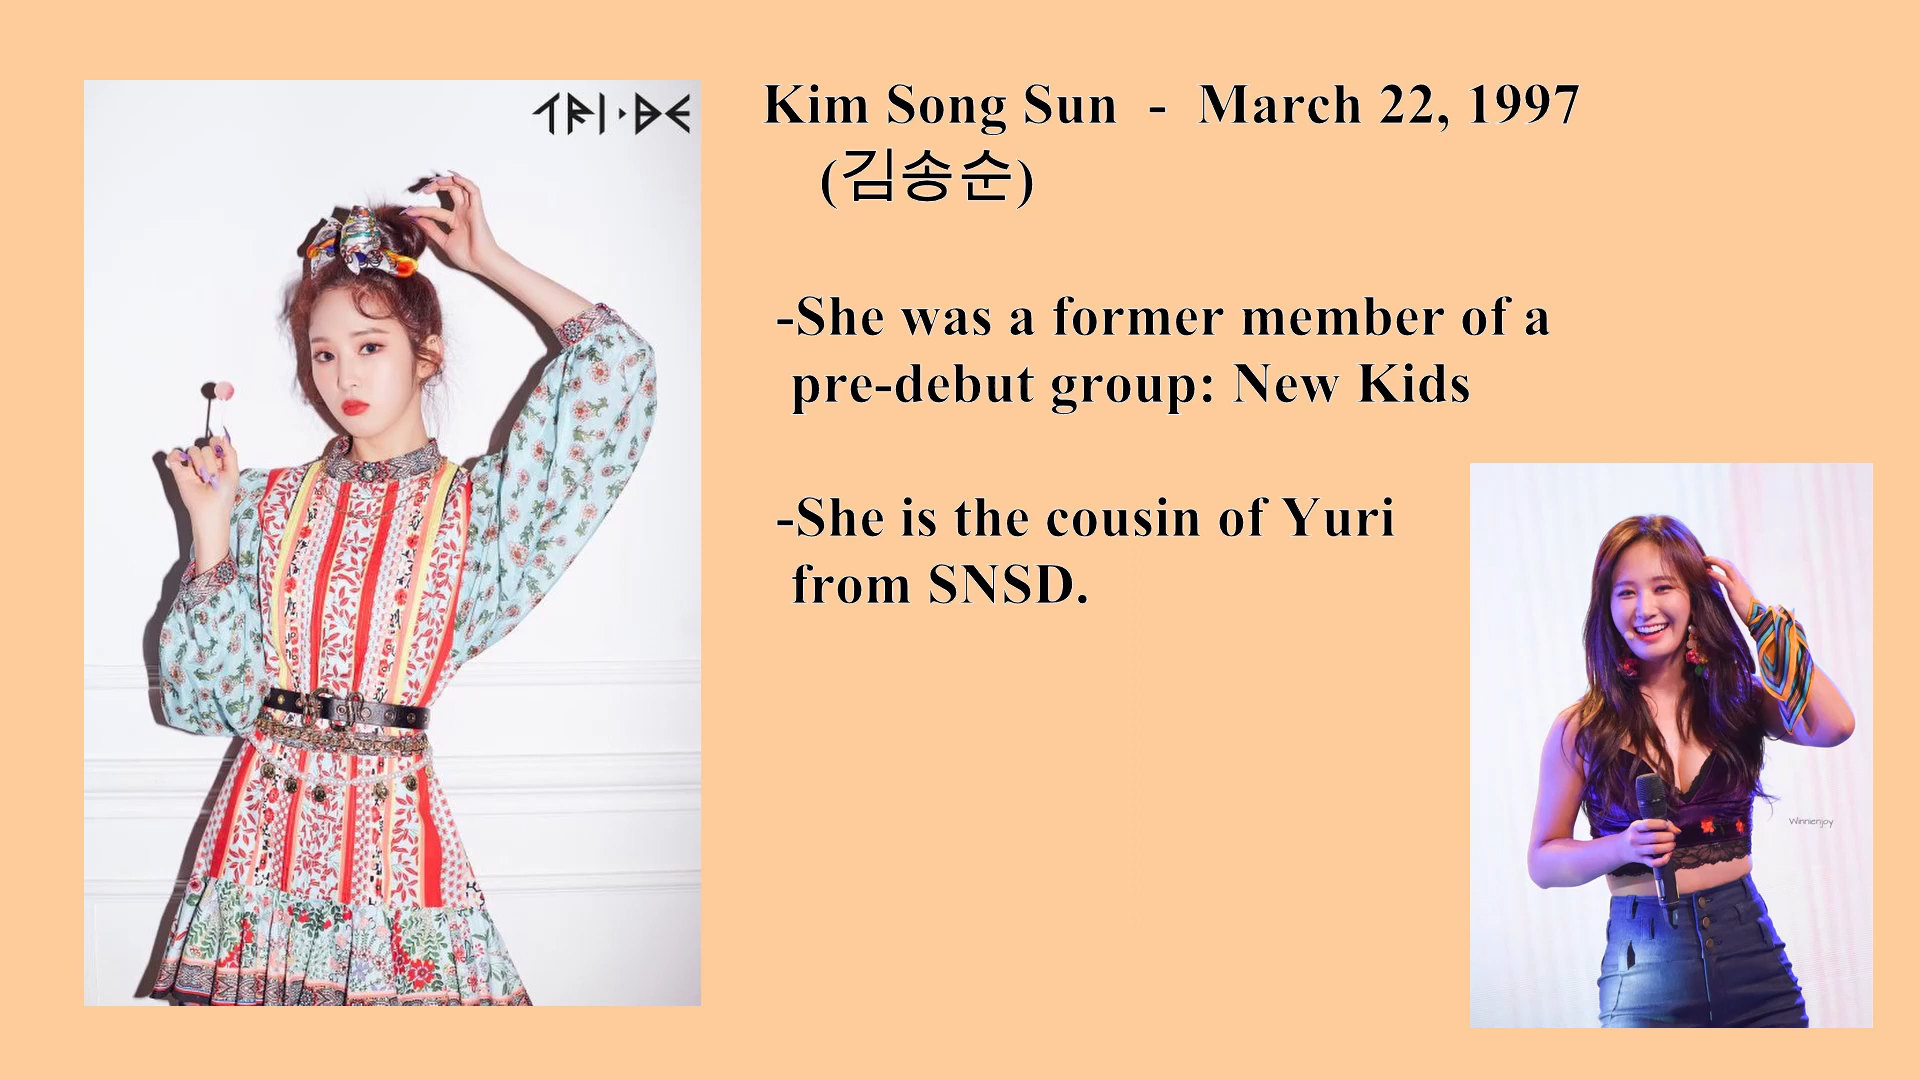 TRI·BE
Kim Song Sun - March 22, 1997
(김송순)
-She was a former member of a
pre-debut group: New Kids
-She is the cousin of Yuri
from SNSD.
Winnienjoy